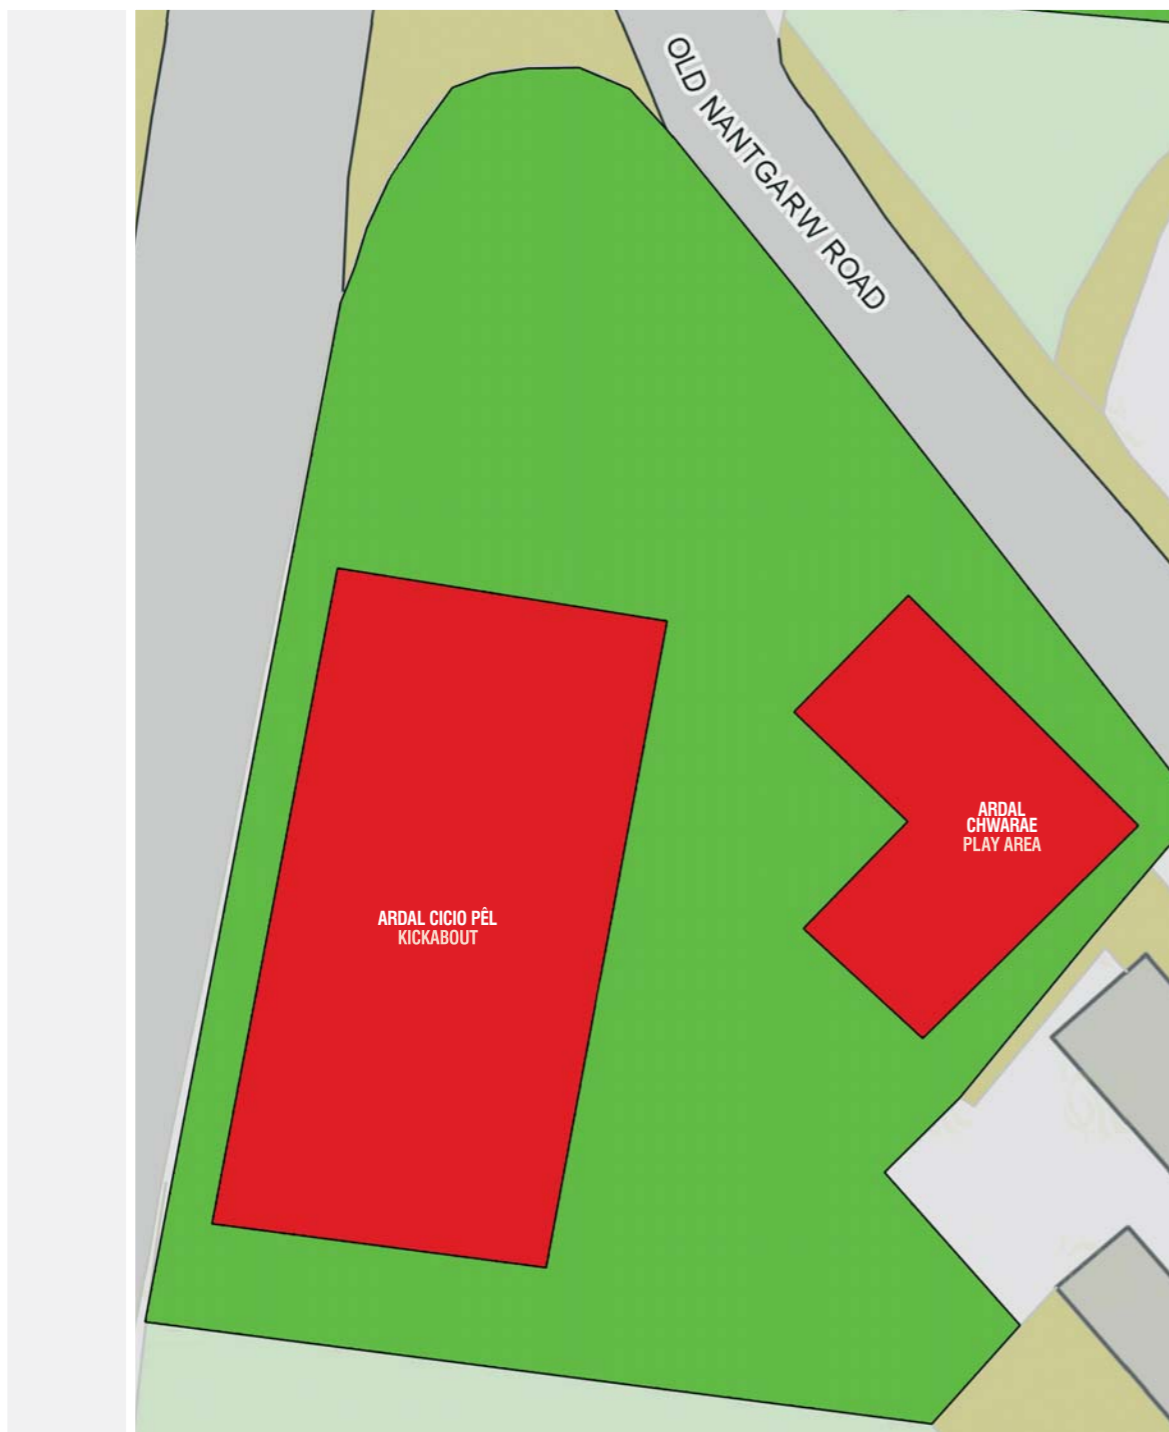 OLD NANTGARW ROAD
ARDAL
CHWARAE
PLAY AREA
ARDAL CICIO PÊL
KICKABOUT